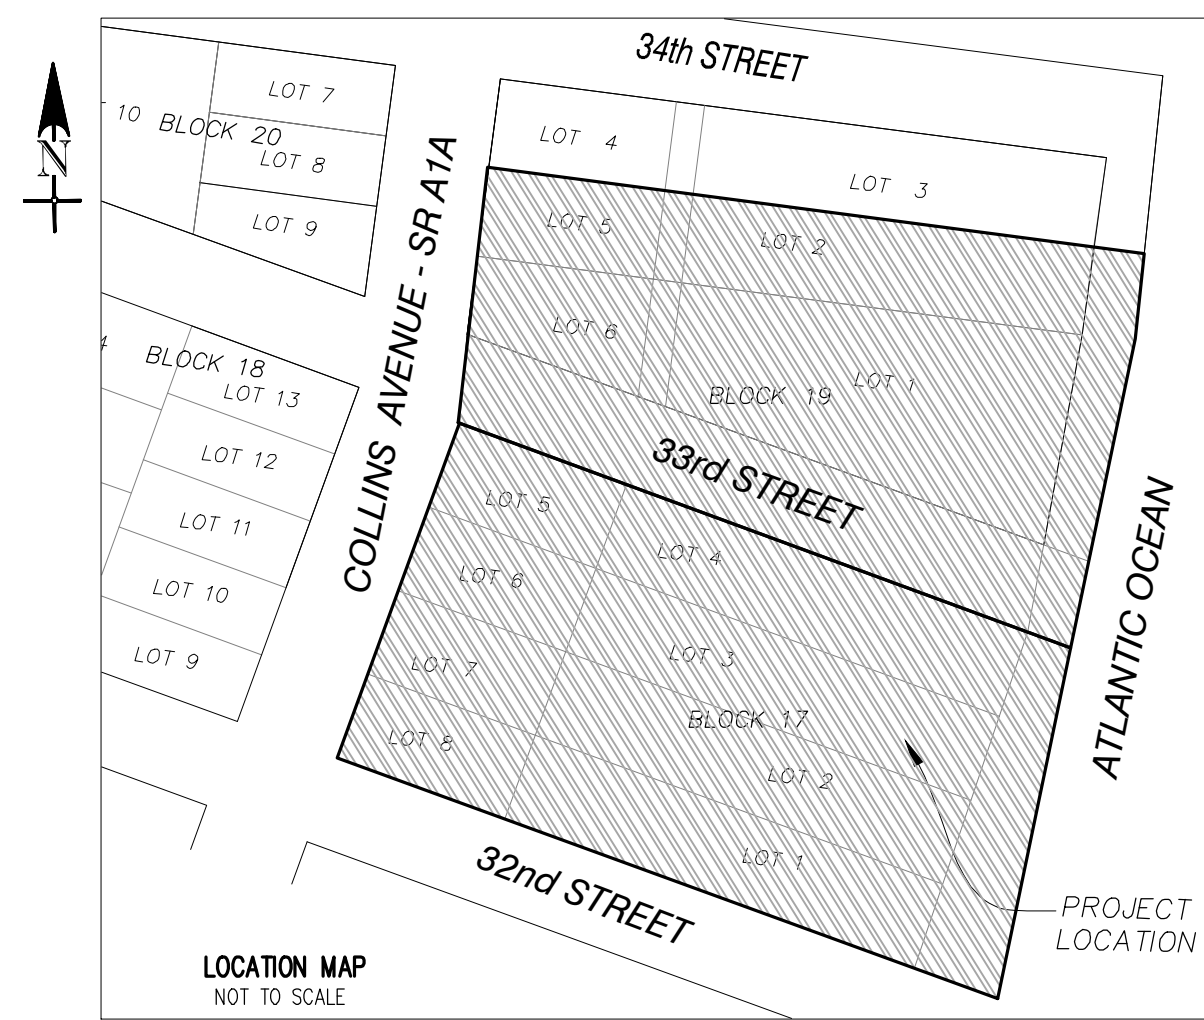 34th STREET
N
LOT 7
10
BLOCK 20
LOT 8
LOT 9
LOT 4
LOT 3
LOT 5
LOT 2
COLLINS AVENUE - SR A1A
LOT 6
LOT 1
BLOCK 19
4
BLOCK 18
LOT 13
LOT 12
LOT 11
LOT 10
LOT 9
33rd STREET
LOT 5
LOT 4
LOT 6
LOT 3
LOT 7
BLOCK 17
LOT 8
LOT 2
LOT 1
ATLANTIC OCEAN
32nd STREET
PROJECT
LOCATION
LOCATION MAP
NOT TO SCALE